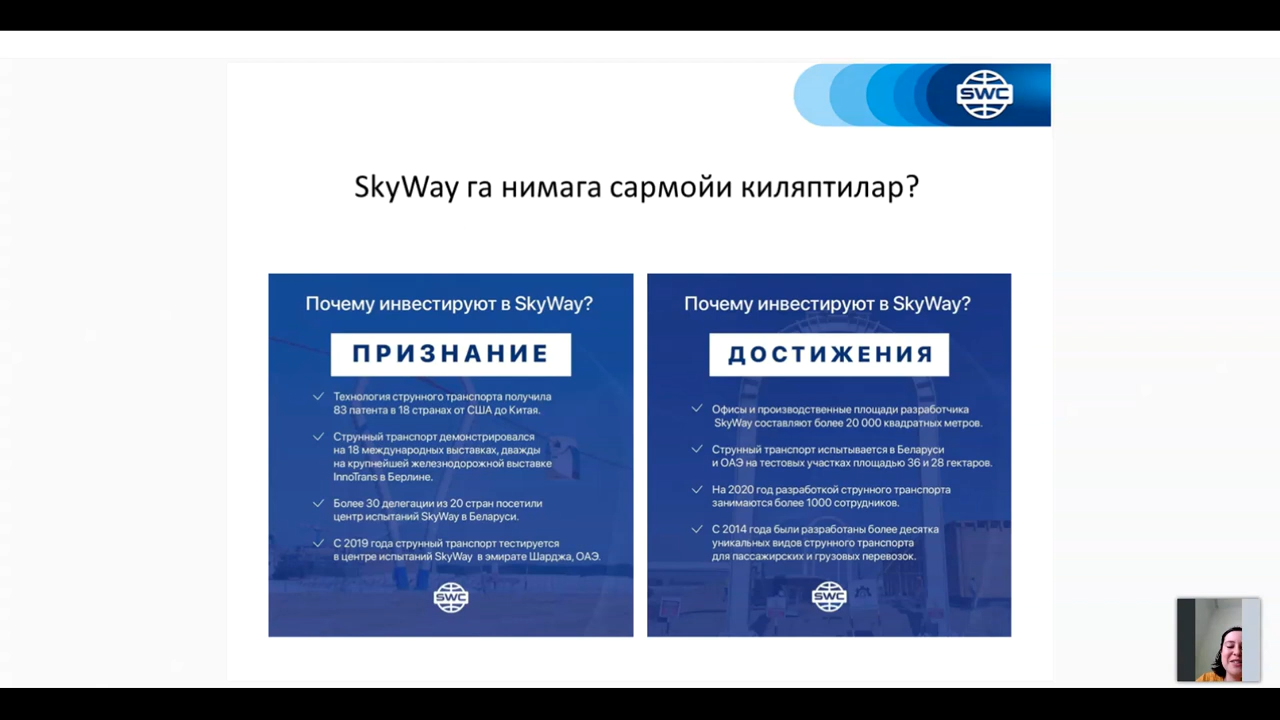 SWC
SkyWay га нимага сармойи киляптилар?
Почему инвестируют в SkyWay?
ПРИЗНАНИЕ
Технология струнного транспорта получила
83 патента в 18 странах от США до Китая.
Струнный транспорт демонстрировался
на 18 международных выставках, дважды
на крупнейшей железнодорожной выставке
InnoTrans в Берлине.
Более 30 делегации из 20 стран посетили
центр испытаний SkyWay в Беларуси.
С 2019 года струнный транспорт тестируется
в центре испытаний SkyWay в эмирате Шарджа, ОАЭ.
SWC
Почему инвестируют в SkyWay?
ДОСТИЖЕНИЯ
Офисы и производственные площади разработчика
SkyWay составляют более 20 000 квадратных метров.
Струнный транспорт испытывается в Беларуси
и ОАЭ на тестовых участках площадью 36 и 28 гектаров.
На 2020 год разработкой струнного транспорта
занимаются более 1000 сотрудников.
С 2014 года были разработаны более десятка
уникальных видов струнного транспорта
для пассажирских и грузовых перевозок.
SWC